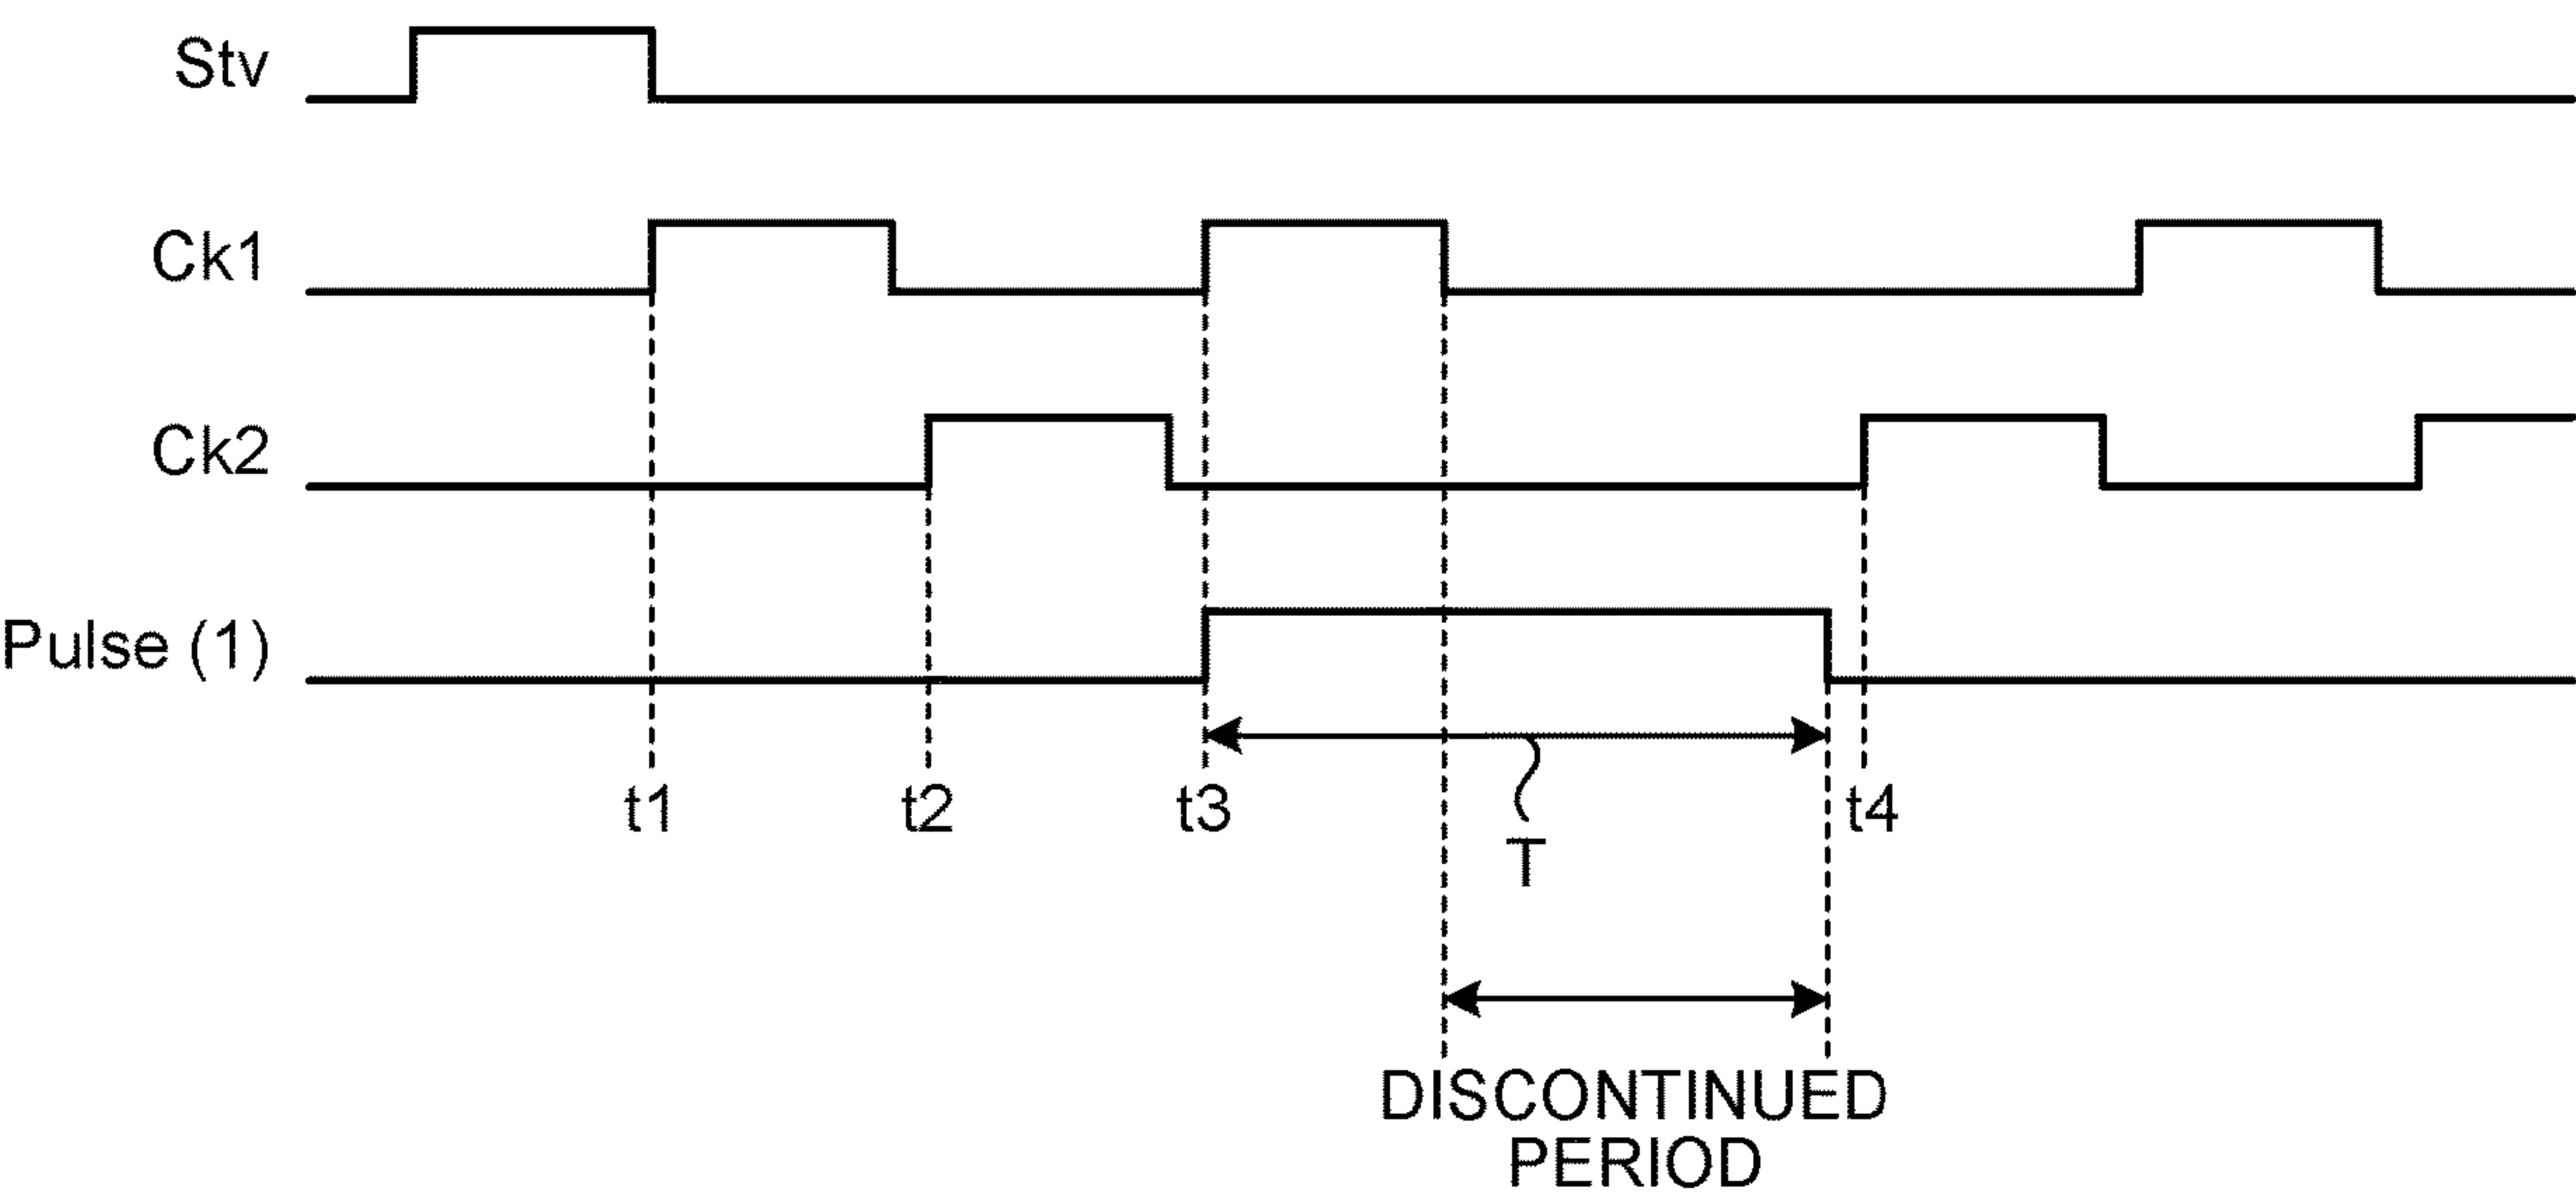 Stv
Ck1
Ck2
Pulse (1)
t1 t2 t3 t4
T
DISCONTINUED
PERIOD